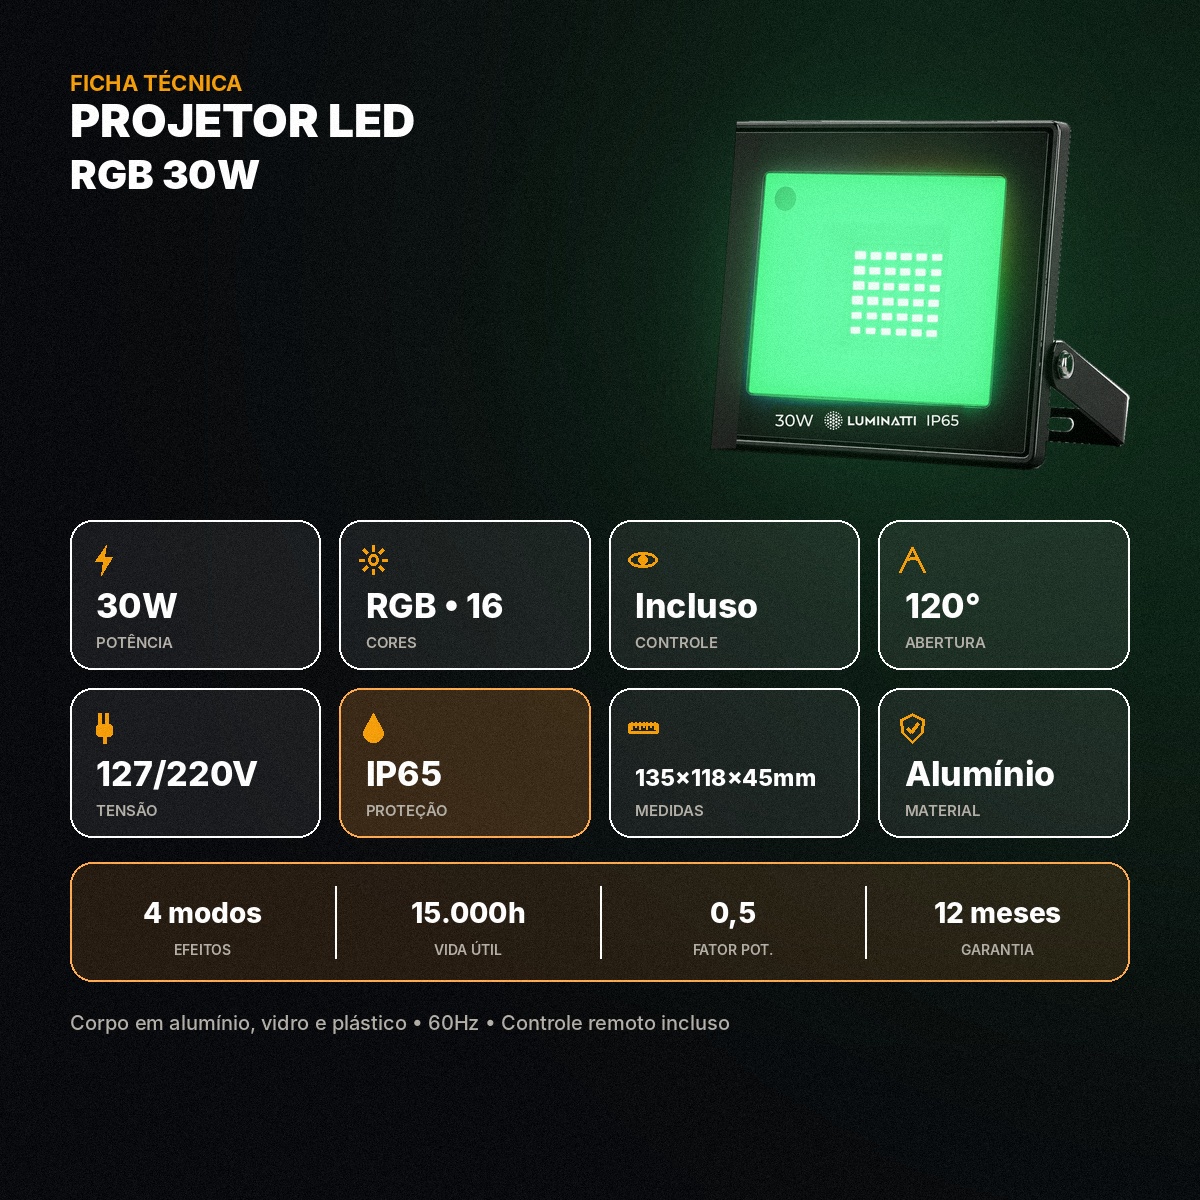 FICHA TÉCNICA
PROJETOR LED
RGB 30W
30W LUMINATTI IP65
30W
POTÊNCIA
RGB • 16
CORES
Incluso
CONTROLE
120°
ABERTURA
127/220V
TENSÃO
IP65
PROTEÇÃO
135×118×45mm
MEDIDAS
Alumínio
MATERIAL
4 modos
EFEITOS
15.000h
VIDA ÚTIL
0,5
FATOR POT.
12 meses
GARANTIA
Corpo em alumínio, vidro e plástico • 60Hz • Controle remoto incluso